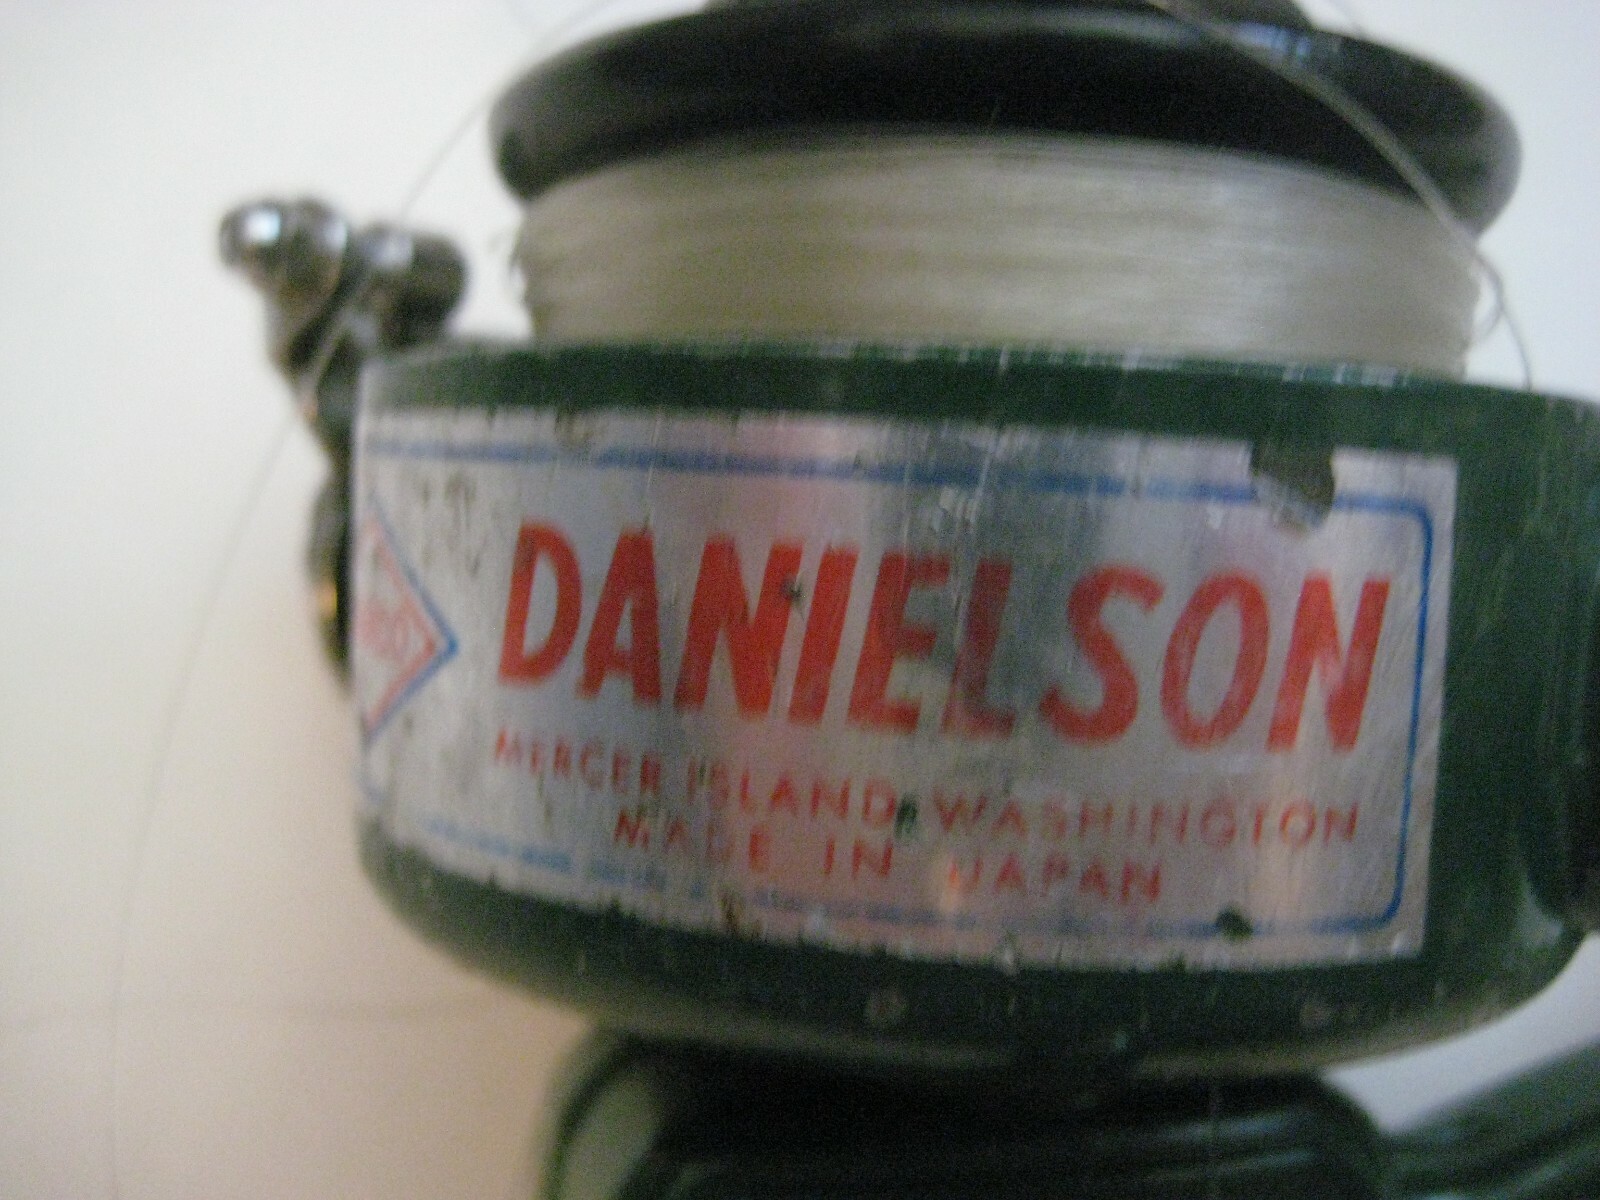 DANIELSON
MERCER ISLAND, WASHINGTON
MADE IN JAPAN